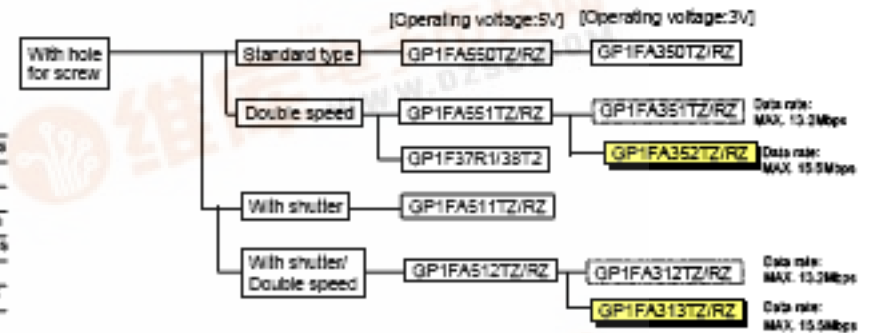 [Operating voltage:5V] [Operating voltage:3V]
With hole
for screw
Standard type
GP1FA550TZ/RZ
GP1FA350TZ/RZ
Double speed
GP1FA551TZ/RZ
GP1FA351TZ/RZ
Data rate:
MAX. 13.2Mbps
GP1F37R1/38T2
GP1FA352TZ/RZ
Data rate:
MAX. 15.5Mbps
With shutter
GP1FA511TZ/RZ
With shutter/
Double speed
GP1FA512TZ/RZ
GP1FA312TZ/RZ
Data rate:
MAX. 13.2Mbps
GP1FA313TZ/RZ
Data rate:
MAX. 15.5Mbps